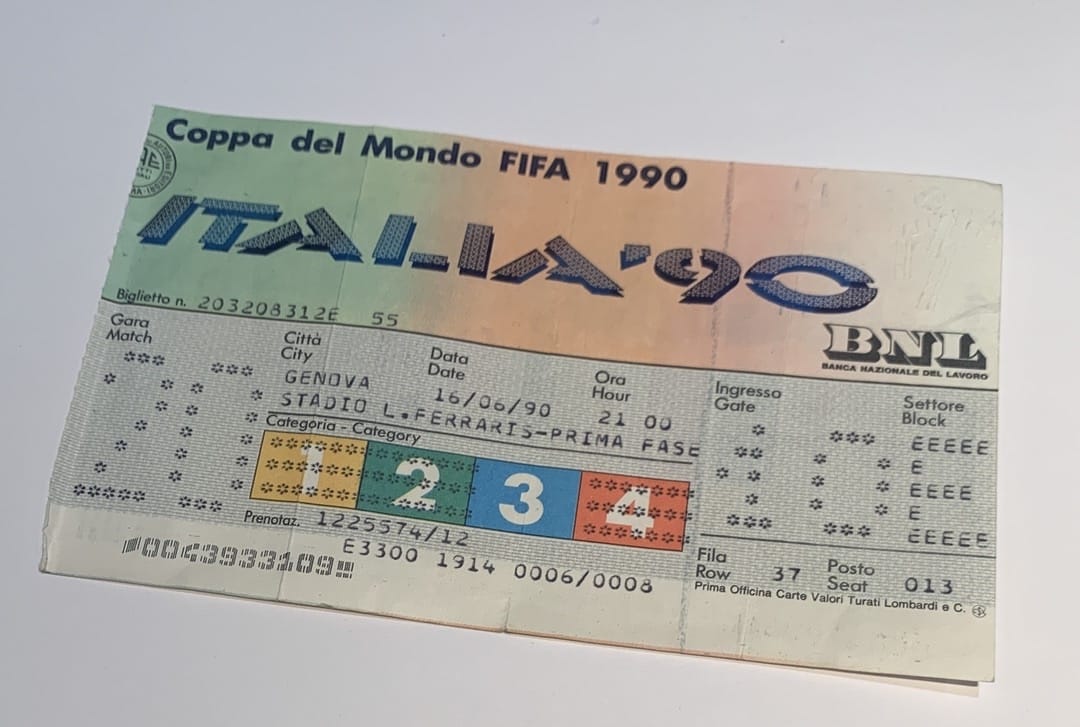 Coppa del Mondo FIFA 1990
ITALIA'90
BNL
BANCA NAZIONALE DEL LAVORO
Biglietto n. 203208312E 55
Gara
Match
20
Città
City
GENOVA
Data
Date
16/06/90
Ora
Hour
21 00
STADIO L.FERRARIS-PRIMA FASE
Categoria - Category
1 2 3 4
Prenotaz. 1225574/12
E3300 1914 0006/0008
Ingresso
Gate
10
Settore
Block
EEEEE
E
EEEE
E
EEEEE
Fila
Row 37
Posto
Seat 013
Prima Officina Carte Valori Turati Lombardi e C.